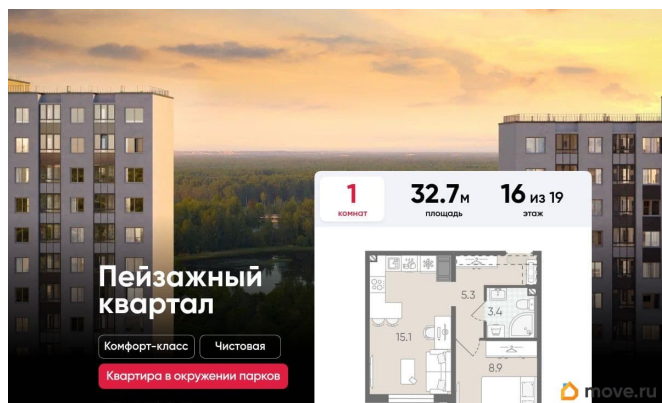 1
комнат
32.7м
площадь
16 из 19
этаж
Пейзажный
квартал
Комфорт-класс
Чистовая
Квартира в окружении парков
5.3
3.4
15.1
8.9
move.ru